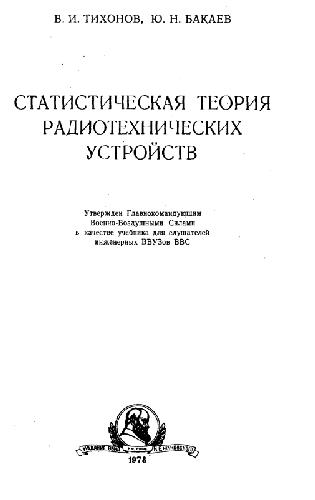 В. И. ТИХОНОВ, Ю. Н. БАКАЕВ
СТАТИСТИЧЕСКАЯ ТЕОРИЯ
РАДИОТЕХНИЧЕСКИХ
УСТРОЙСТВ
Утвержден Главнокомандующим
Военно-Воздушными Силами
в качестве учебника для слушателей
инженерных ВВУЗов ВВС
1978